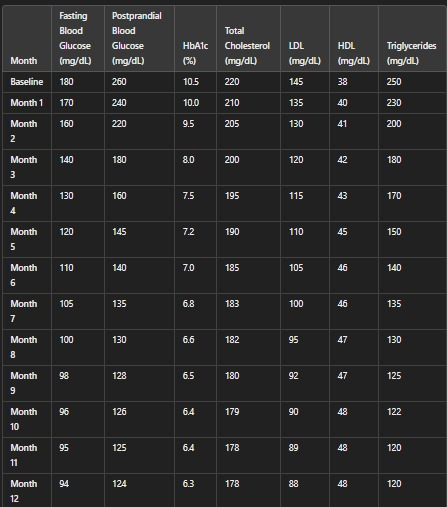 Month | Fasting Blood Glucose (mg/dL) | Postprandial Blood Glucose (mg/dL) | HbA1c (%) | Total Cholesterol (mg/dL) | LDL (mg/dL) | HDL (mg/dL) | Triglycerides (mg/dL)
Baseline | 180 | 260 | 10.5 | 220 | 145 | 38 | 250
Month 1 | 170 | 240 | 10.0 | 210 | 135 | 40 | 230
Month 2 | 160 | 220 | 9.5 | 205 | 130 | 41 | 200
Month 3 | 140 | 180 | 8.0 | 200 | 120 | 42 | 180
Month 4 | 130 | 160 | 7.5 | 195 | 115 | 43 | 170
Month 5 | 120 | 145 | 7.2 | 190 | 110 | 45 | 150
Month 6 | 110 | 140 | 7.0 | 185 | 105 | 46 | 140
Month 7 | 105 | 135 | 6.8 | 183 | 100 | 46 | 135
Month 8 | 100 | 130 | 6.6 | 182 | 95 | 47 | 130
Month 9 | 98 | 128 | 6.5 | 180 | 92 | 47 | 125
Month 10 | 96 | 126 | 6.4 | 179 | 90 | 48 | 122
Month 11 | 95 | 125 | 6.4 | 178 | 89 | 48 | 120
Month 12 | 94 | 124 | 6.3 | 178 | 88 | 48 | 120